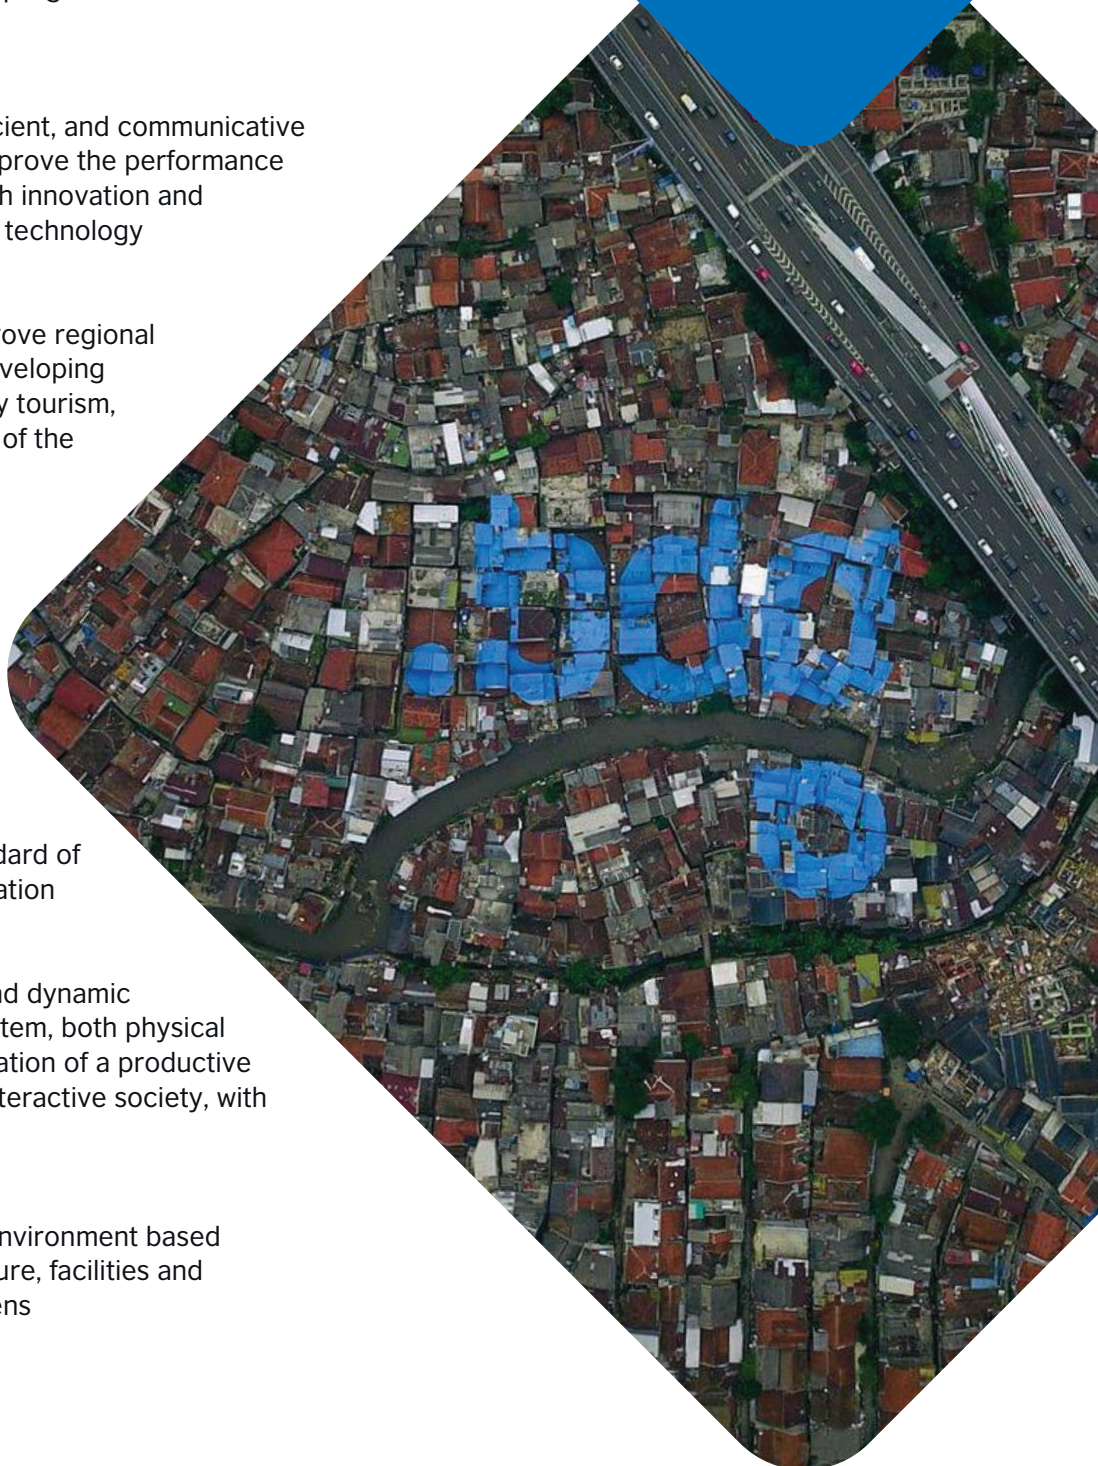 cient, and communicative
prove the performance
h innovation and
technology
ove regional
veloping
y tourism,
of the
.bdg
dard of
ation
d dynamic
tem, both physical
ation of a productive
teractive society, with
nvironment based
ure, facilities and
ens